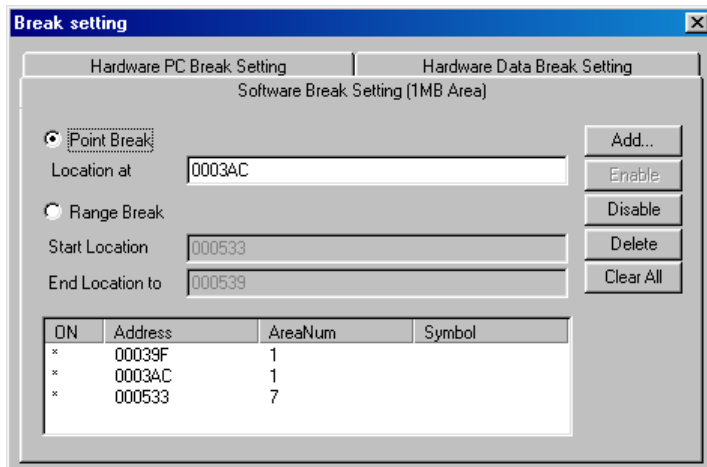 Break setting
Hardware PC Break Setting Hardware Data Break Setting
Software Break Setting (1MB Area)
Point Break Add...
Location at 0003AC Enable
Range Break Disable
Start Location 000533 Delete
End Location to 000539 Clear All
ON Address AreaNum Symbol
* 00039F 1
* 0003AC 1
* 000533 7